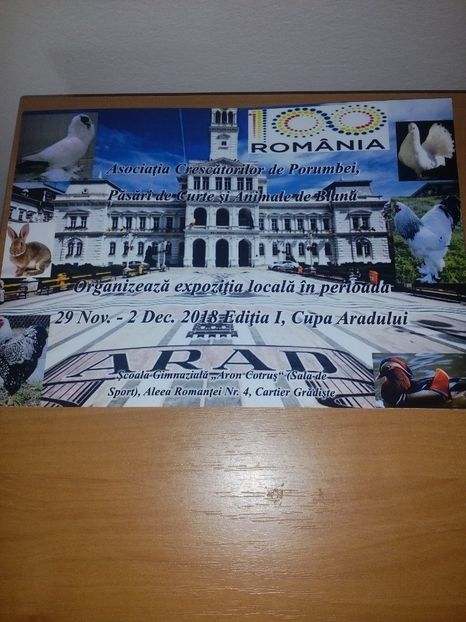 100
ROMÂNIA
Asociația Crescătorilor de Porumbei,
Păsări de Curte și Animale de Blană
Organizează expoziția locală în perioada
29 Nov. - 2 Dec. 2018 Ediția I, Cupa Aradului
ARAD
Școala Gimnazială „Aron Cotruș“ (Sala de
Sport), Aleea Romanței Nr. 4, Cartier Grădiște